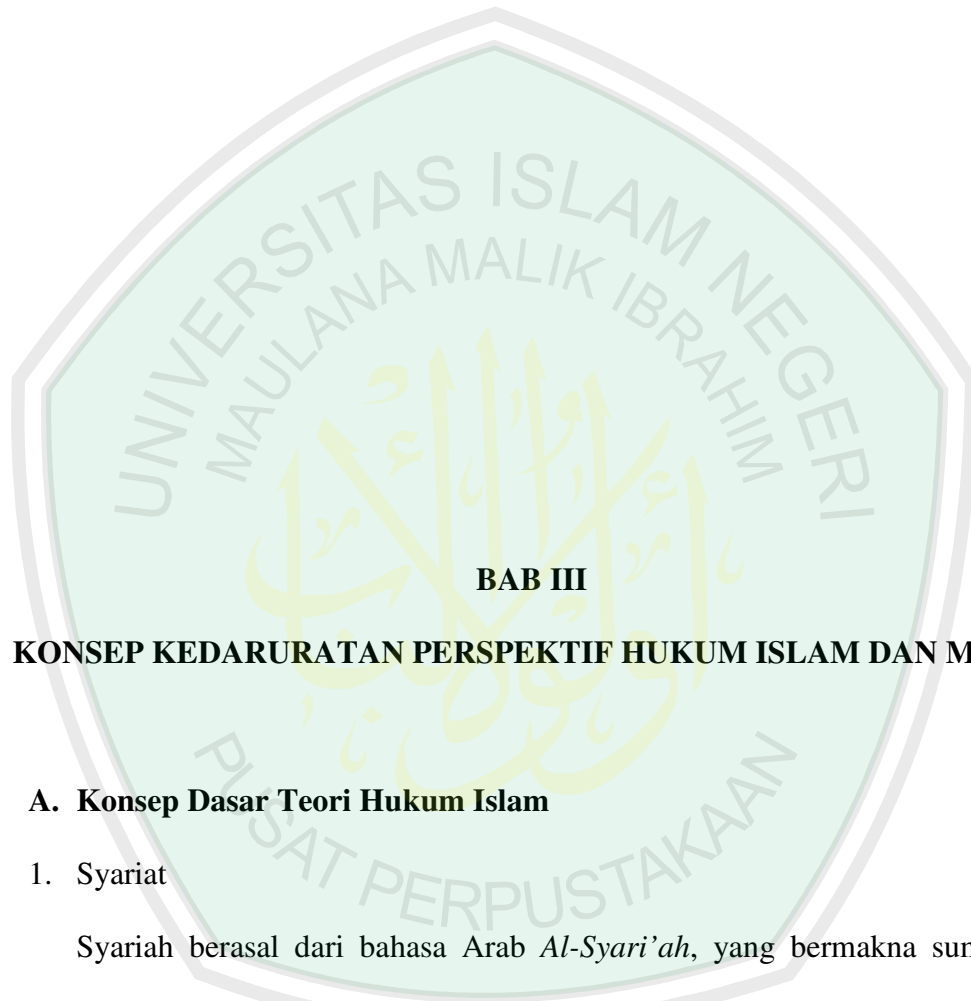 UNIVERSITAS ISLAM NEGERI
MAULANA MALIK IBRAHIM
BAB III
KONSEP KEDARURATAN PERSPEKTIF HUKUM ISLAM DAN M
A. Konsep Dasar Teori Hukum Islam
1. Syariat
Syariah berasal dari bahasa Arab Al-Syari’ah, yang bermakna
PUSAT PERPUSTAKAAN